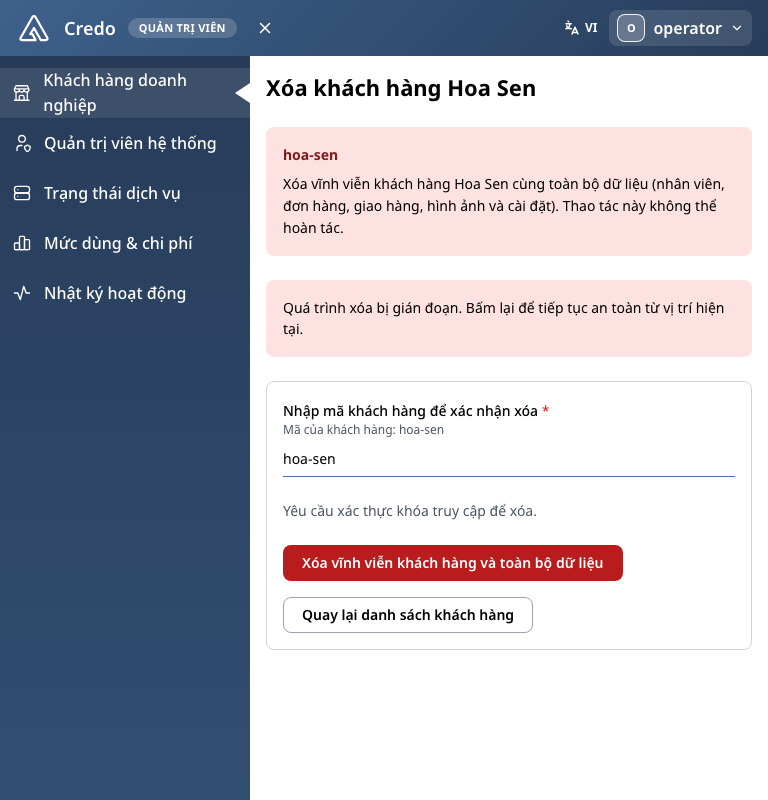 Credo
QUẢN TRỊ VIÊN
VI
O
operator
Khách hàng doanh
nghiệp
Quản trị viên hệ thống
Trạng thái dịch vụ
Mức dùng & chi phí
Nhật ký hoạt động
Xóa khách hàng Hoa Sen
hoa-sen
Xóa vĩnh viễn khách hàng Hoa Sen cùng toàn bộ dữ liệu (nhân viên,
đơn hàng, giao hàng, hình ảnh và cài đặt). Thao tác này không thể
hoàn tác.
Quá trình xóa bị gián đoạn. Bấm lại để tiếp tục an toàn từ vị trí hiện
tại.
Nhập mã khách hàng để xác nhận xóa *
Mã của khách hàng: hoa-sen
hoa-sen
Yêu cầu xác thực khóa truy cập để xóa.
Xóa vĩnh viễn khách hàng và toàn bộ dữ liệu
Quay lại danh sách khách hàng